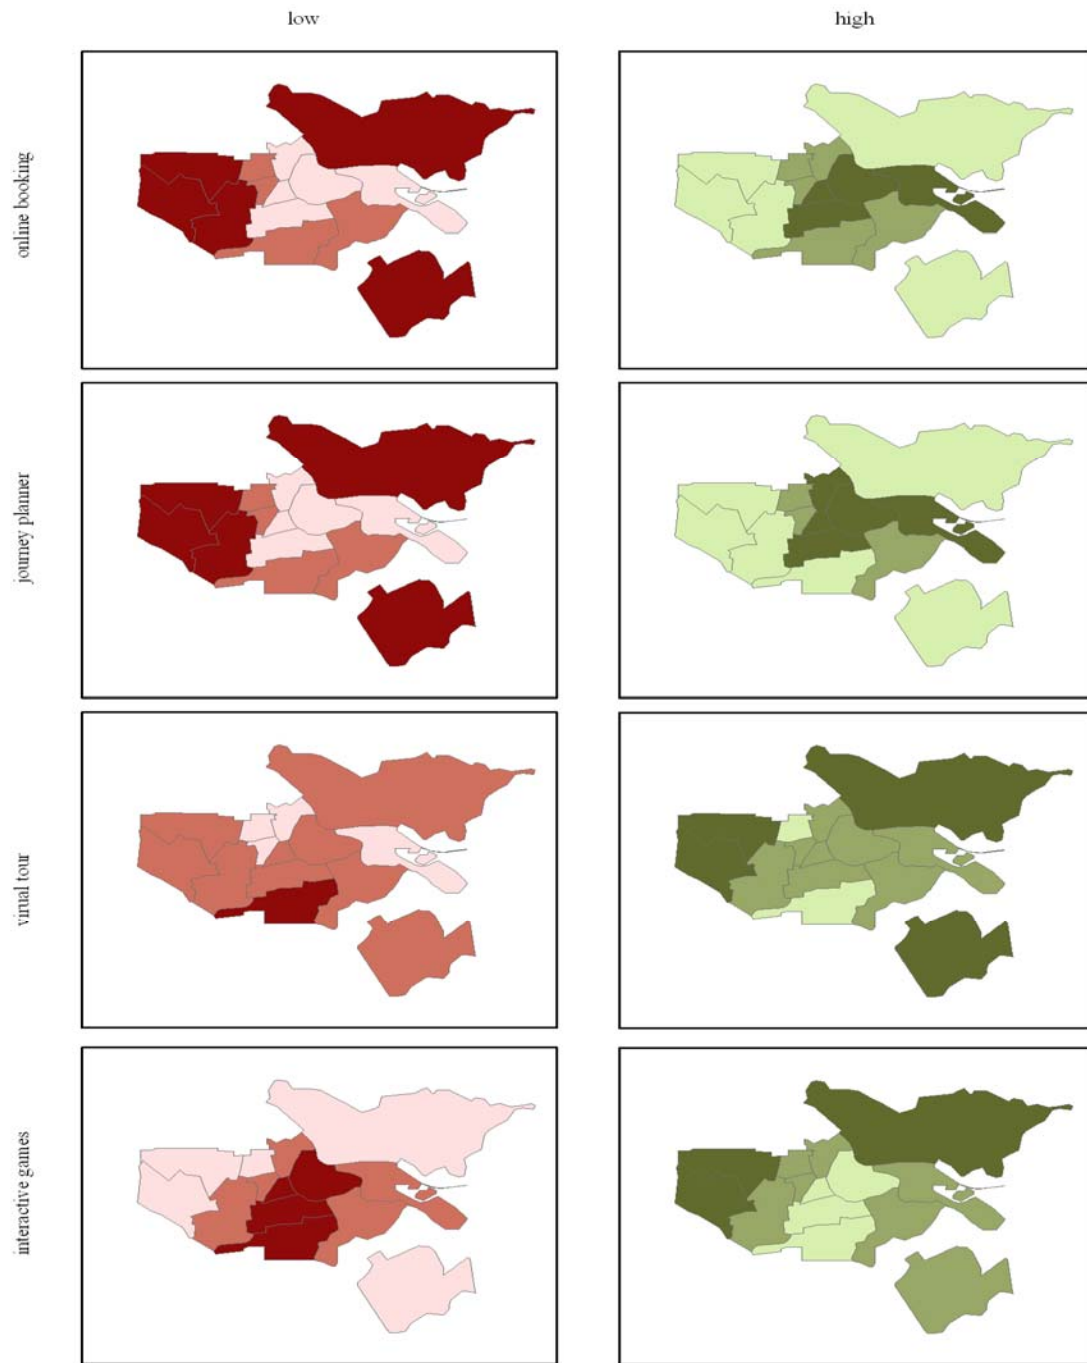 low
high
online booking
journey planner
virual tour
interactive games